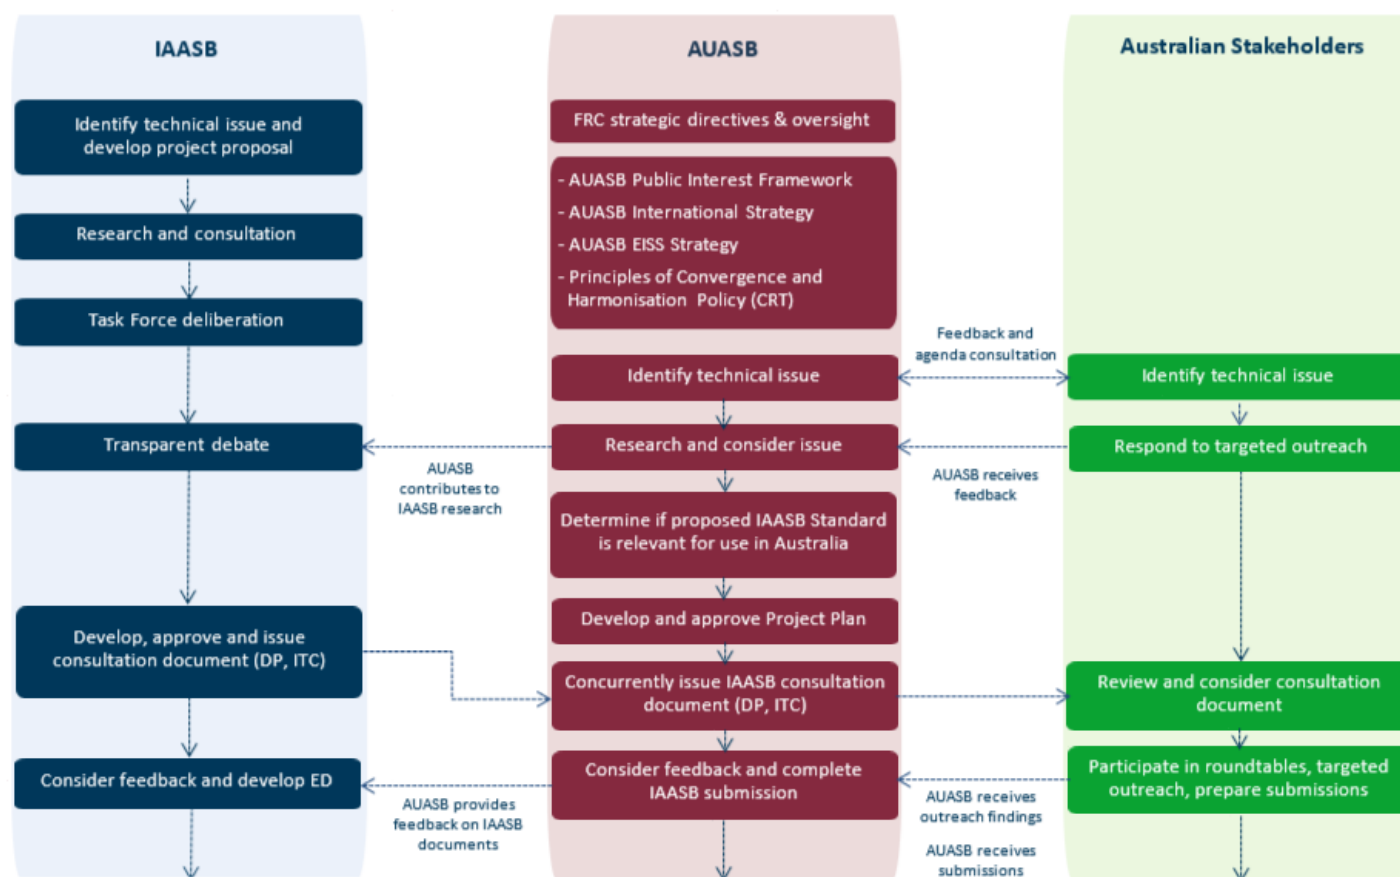 IAASB
Identify technical issue and
develop project proposal
Research and consultation
Task Force deliberation
Transparent debate
Develop, approve and issue
consultation document (DP, ITC)
Consider feedback and develop ED
AUASB
contributes to
IAASB research
AUASB provides
feedback on IAASB
documents
AUASB
FRC strategic directives & oversight
- AUASB Public Interest Framework
- AUASB International Strategy
- AUASB EISS Strategy
- Principles of Convergence and
Harmonisation Policy (CRT)
Identify technical issue
Research and consider issue
Determine if proposed IAASB Standard
is relevant for use in Australia
Develop and approve Project Plan
Concurrently issue IAASB consultation
document (DP, ITC)
Consider feedback and complete
IAASB submission
Feedback and
agenda consultation
AUASB receives
feedback
AUASB receives
outreach findings
AUASB receives
submissions
Australian Stakeholders
Identify technical issue
Respond to targeted outreach
Review and consider consultation
document
Participate in roundtables, targeted
outreach, prepare submissions